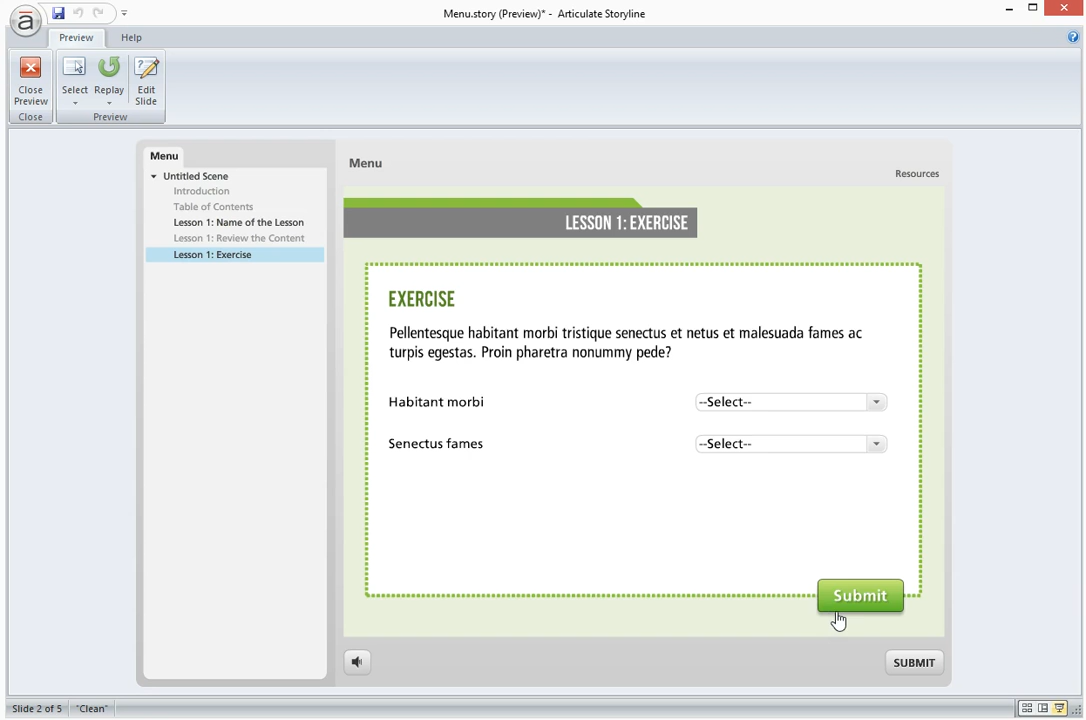 Menu.story (Preview)* - Articulate Storyline
Preview
Help
Close Preview
Select
Replay
Edit Slide
Close
Preview
Menu
Untitled Scene
Introduction
Table of Contents
Lesson 1: Name of the Lesson
Lesson 1: Review the Content
Lesson 1: Exercise
Menu
Resources
LESSON 1: EXERCISE
EXERCISE
Pellentesque habitant morbi tristique senectus et netus et malesuada fames ac
turpis egestas. Proin pharetra nonummy pede?
Habitant morbi
--Select--
Senectus fames
--Select--
Submit
SUBMIT
Slide 2 of 5
"Clean"